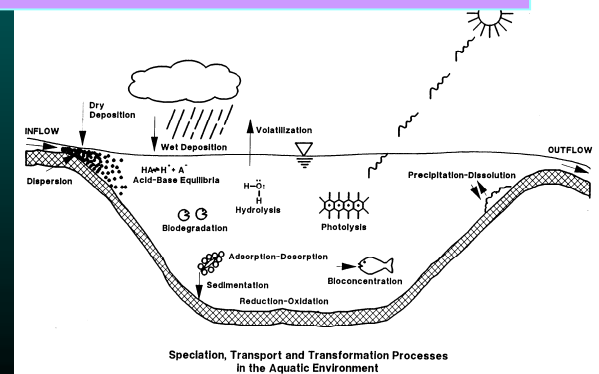 Dry
Deposition
INFLOW
Volatilization
Wet Deposition
OUTFLOW
HA⇌H⁺ + A⁻
Acid-Base Equilibria
Dispersion
Precipitation-Dissolution
H-O:
H
Hydrolysis
Biodegradation
Photolysis
Adsorption-Desorption
Sedimentation
Bioconcentration
Reduction-Oxidation
Speciation, Transport and Transformation Processes
in the Aquatic Environment